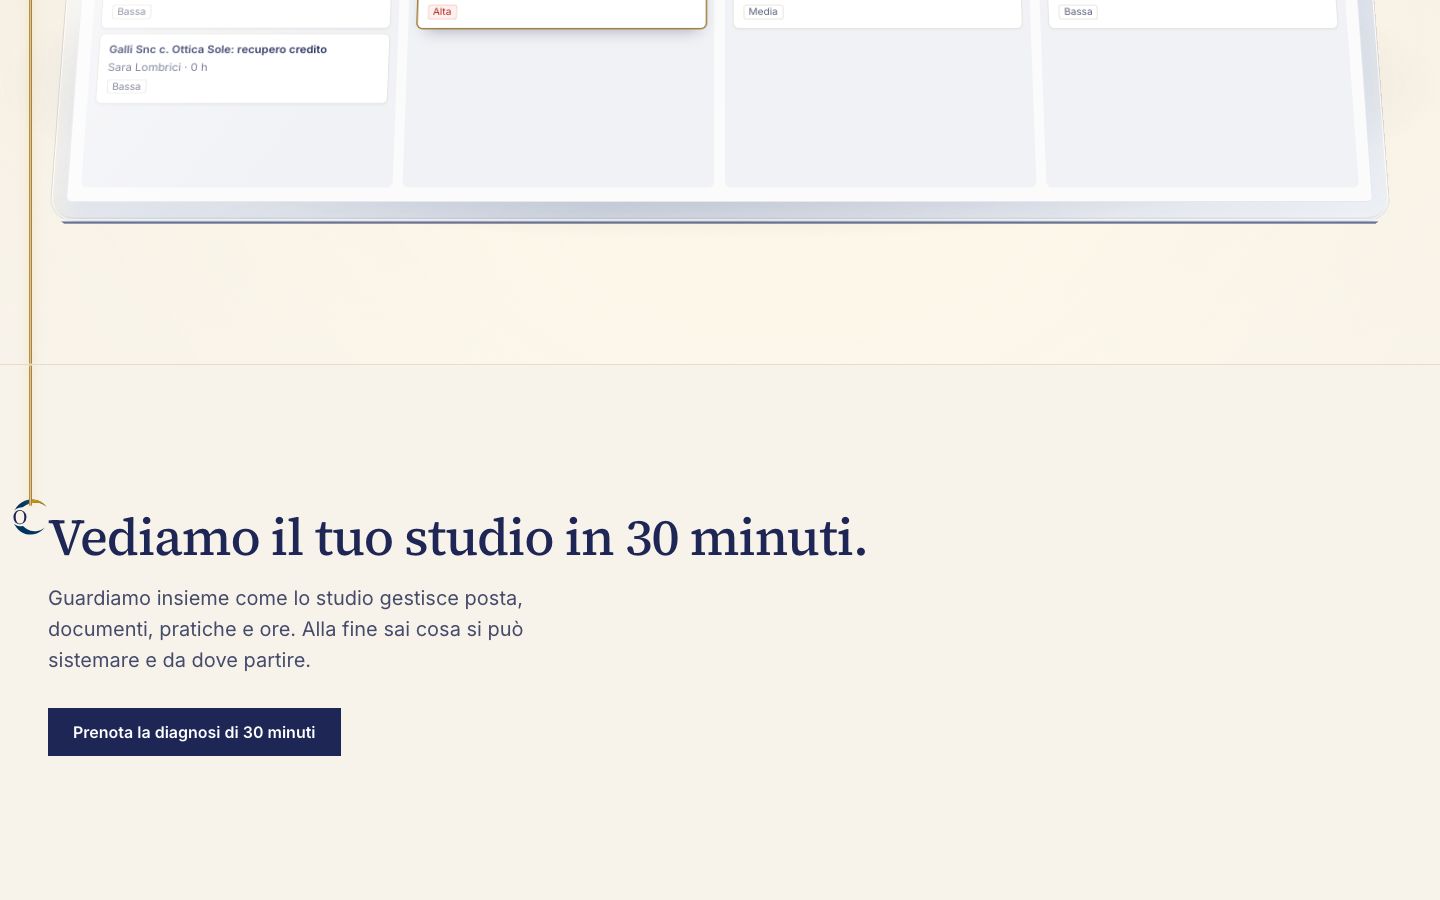 Bassa
Alta
Media
Bassa
Galli Snc c. Ottica Sole: recupero credito
Sara Lombrici · 0 h
Bassa
Vediamo il tuo studio in 30 minuti.
Guardiamo insieme come lo studio gestisce posta,
documenti, pratiche e ore. Alla fine sai cosa si può
sistemare e da dove partire.
Prenota la diagnosi di 30 minuti